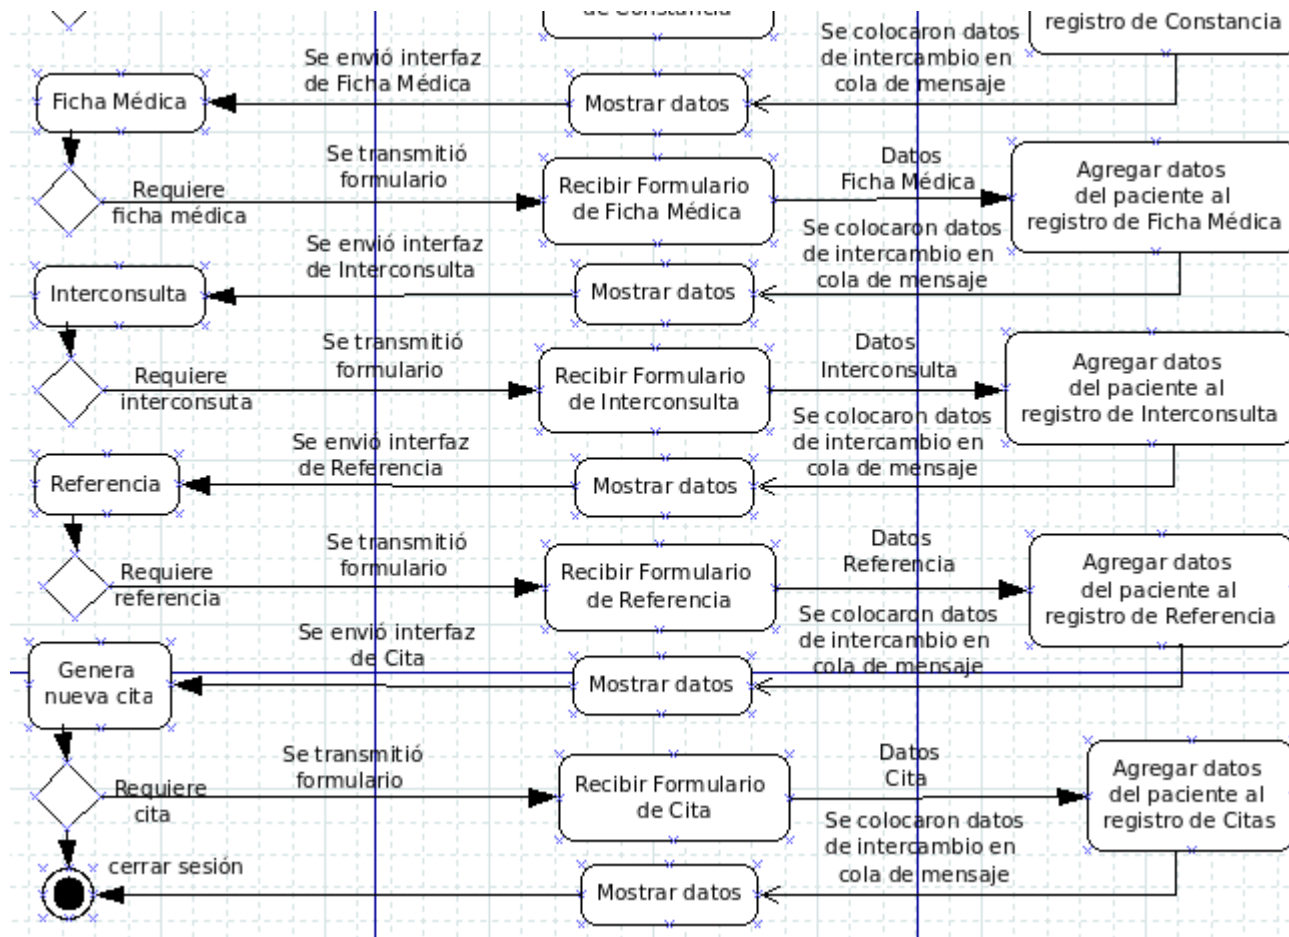 de Constancia
Se colocaron datos
de intercambio en
cola de mensaje
registro de Constancia
Se envió interfaz
de Ficha Médica
Ficha Médica
Mostrar datos
Se transmitió
formulario
Requiere
ficha médica
Recibir Formulario
de Ficha Médica
Datos
Ficha Médica
Agregar datos
del paciente al
registro de Ficha Médica
Se envió interfaz
de Interconsulta
Se colocaron datos
de intercambio en
cola de mensaje
Interconsulta
Mostrar datos
Se transmitió
formulario
Requiere
interconsuta
Recibir Formulario
de Interconsulta
Datos
Interconsulta
Agregar datos
del paciente al
registro de Interconsulta
Se envió interfaz
de Referencia
Se colocaron datos
de intercambio en
cola de mensaje
Referencia
Mostrar datos
Se transmitió
formulario
Requiere
referencia
Recibir Formulario
de Referencia
Datos
Referencia
Agregar datos
del paciente al
registro de Referencia
Se envió interfaz
de Cita
Se colocaron datos
de intercambio en
cola de mensaje
Genera
nueva cita
Mostrar datos
Se transmitió
formulario
Requiere
cita
Recibir Formulario
de Cita
Datos
Cita
Agregar datos
del paciente al
registro de Citas
Se colocaron datos
de intercambio en
cola de mensaje
cerrar sesión
Mostrar datos